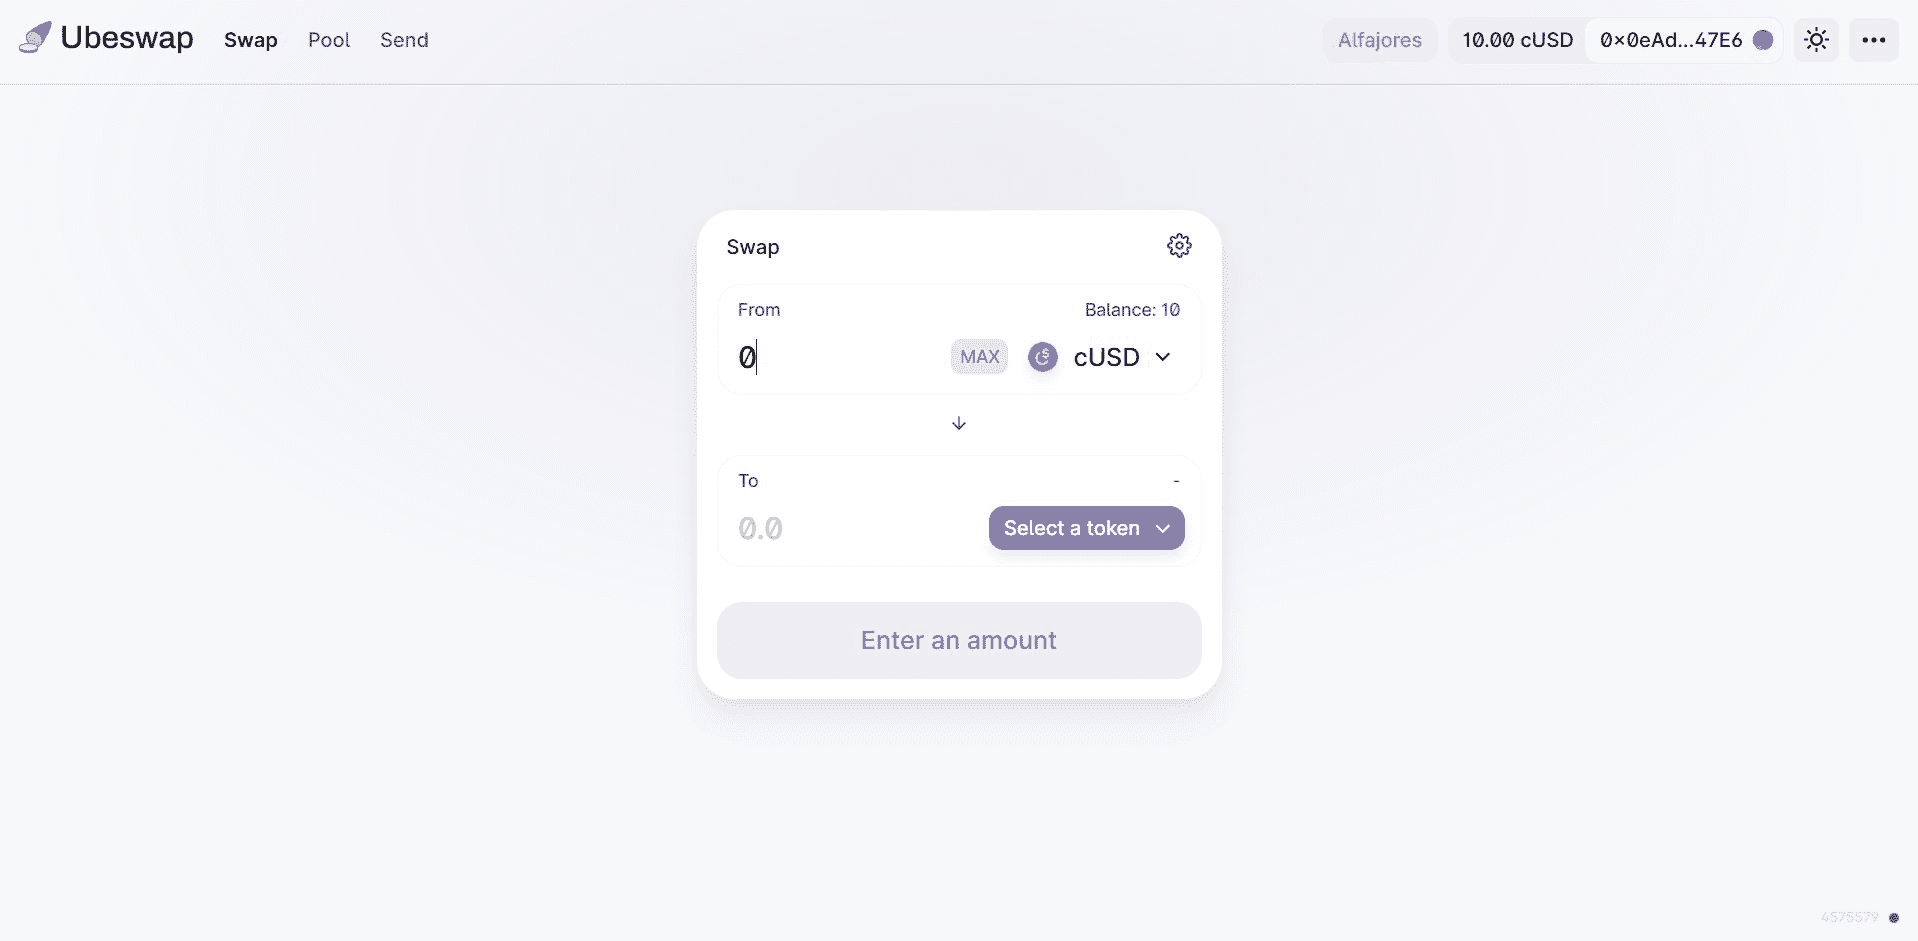 Ubeswap Swap Pool Send Alfajores 10.00 cUSD 0x0eAd...47E6 •••
Swap
From Balance: 10
0 MAX cUSD
To -
0.0 Select a token
Enter an amount
4575579